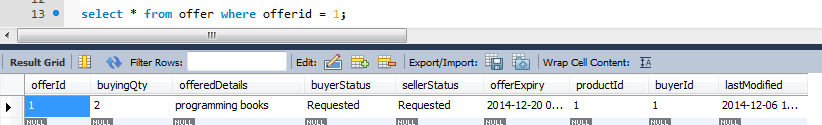 12
13 select * from offer where offerid = 1;
Result Grid Filter Rows: Edit: Export/Import: Wrap Cell Content:
offerId buyingQty offeredDetails buyerStatus sellerStatus offerExpiry productId buyerId lastModified
1 2 programming books Requested Requested 2014-12-20 0... 1 1 2014-12-06 1...
NULL NULL NULL NULL NULL NULL NULL NULL NULL